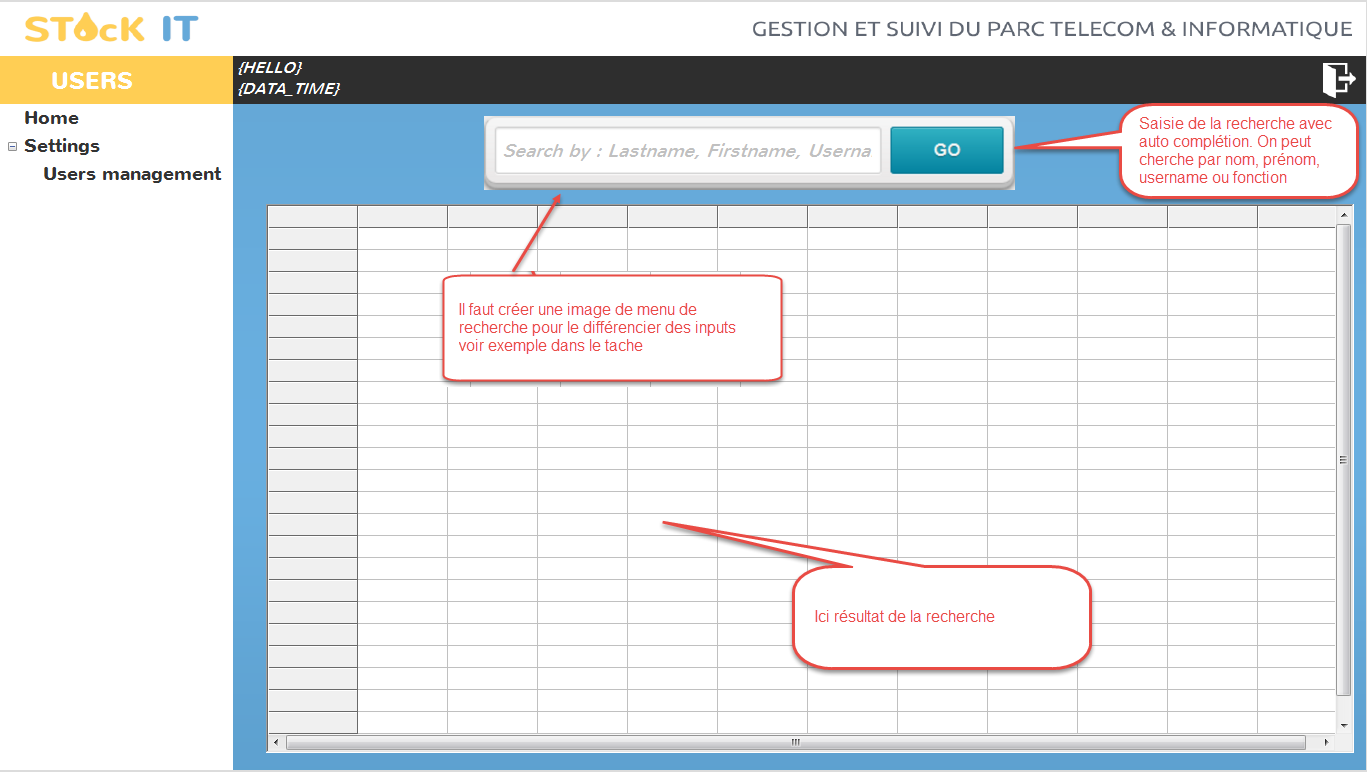 STOCK IT
GESTION ET SUIVI DU PARC TELECOM & INFORMATIQUE
USERS
{HELLO}
{DATA_TIME}
Home
Settings
Users management
Search by : Lastname, Firstname, Userna
GO
Saisie de la recherche avec
auto complétion. On peut
cherche par nom, prénom,
username ou fonction
Il faut créer une image de menu de
recherche pour le différencier des inputs
voir exemple dans le tache
Ici résultat de la recherche